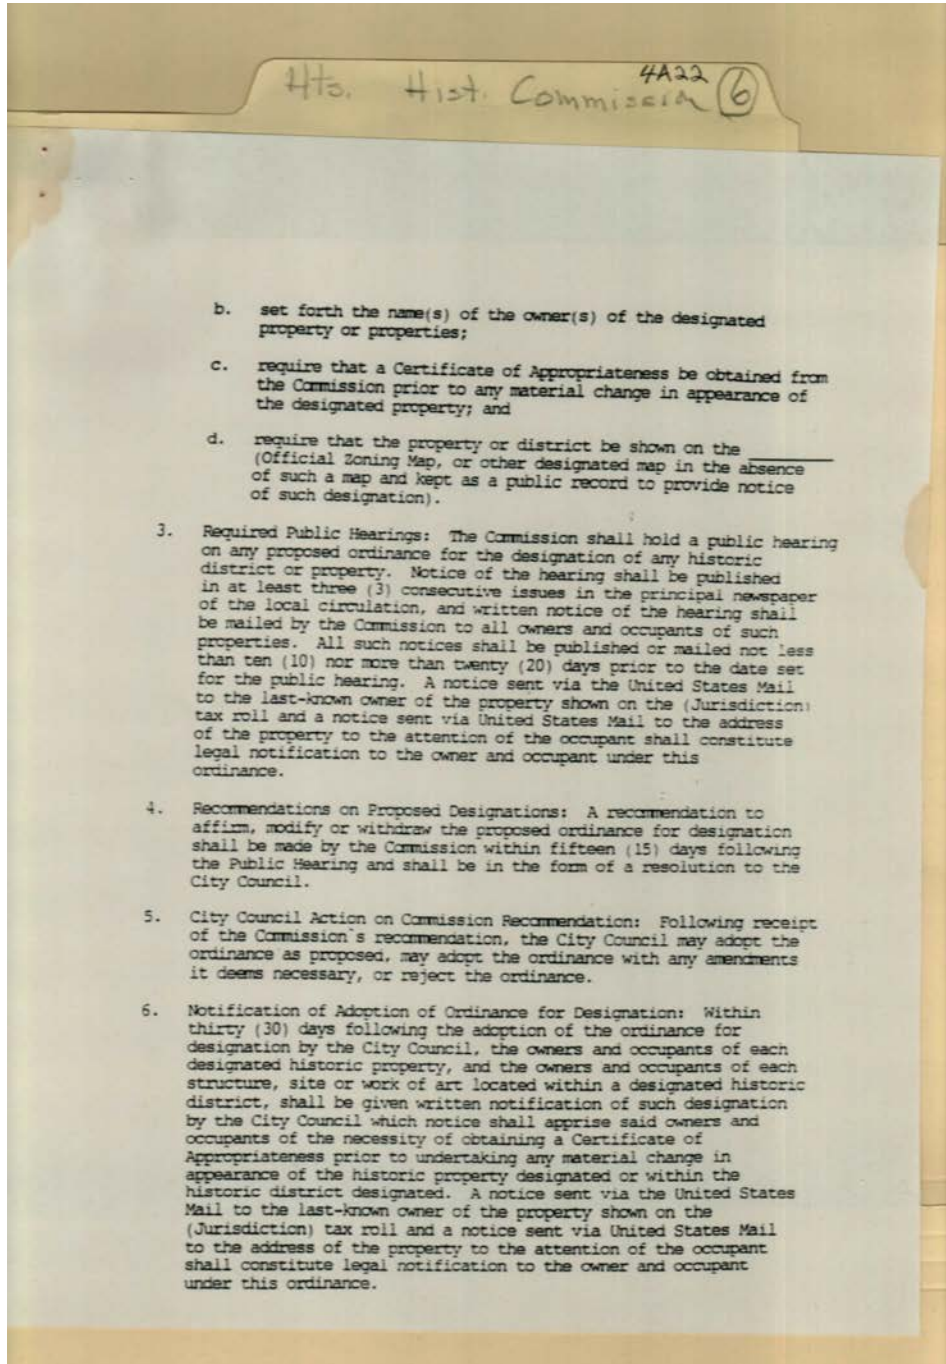 4A22
Hts. Hist. Commission 6
b. set forth the name(s) of the owner(s) of the designated
property or properties;
c. require that a Certificate of Appropriateness be obtained from
the Commission prior to any material change in appearance of
the designated property; and
d. require that the property or district be shown on the ________
(Official Zoning Map, or other designated map in the absence
of such a map and kept as a public record to provide notice
of such designation).
3. Required Public Hearings: The Commission shall hold a public hearing
on any proposed ordinance for the designation of any historic
district or property. Notice of the hearing shall be published
in at least three (3) consecutive issues in the principal newspaper
of the local circulation, and written notice of the hearing shall
be mailed by the Commission to all owners and occupants of such
properties. All such notices shall be published or mailed not less
than ten (10) nor more than twenty (20) days prior to the date set
for the public hearing. A notice sent via the United States Mail
to the last-known owner of the property shown on the (Jurisdiction)
tax roll and a notice sent via United States Mail to the address
of the property to the attention of the occupant shall constitute
legal notification to the owner and occupant under this
ordinance.
4. Recommendations on Proposed Designations: A recommendation to
affirm, modify or withdraw the proposed ordinance for designation
shall be made by the Commission within fifteen (15) days following
the Public Hearing and shall be in the form of a resolution to the
City Council.
5. City Council Action on Commission Recommendation: Following receipt
of the Commission's recommendation, the City Council may adopt the
ordinance as proposed, may adopt the ordinance with any amendments
it deems necessary, or reject the ordinance.
6. Notification of Adoption of Ordinance for Designation: Within
thirty (30) days following the adoption of the ordinance for
designation by the City Council, the owners and occupants of each
designated historic property, and the owners and occupants of each
structure, site or work of art located within a designated historic
district, shall be given written notification of such designation
by the City Council which notice shall apprise said owners and
occupants of the necessity of obtaining a Certificate of
Appropriateness prior to undertaking any material change in
appearance of the historic property designated or within the
historic district designated. A notice sent via the United States
Mail to the last-known owner of the property shown on the
(Jurisdiction) tax roll and a notice sent via United States Mail
to the address of the property to the attention of the occupant
shall constitute legal notification to the owner and occupant
under this ordinance.